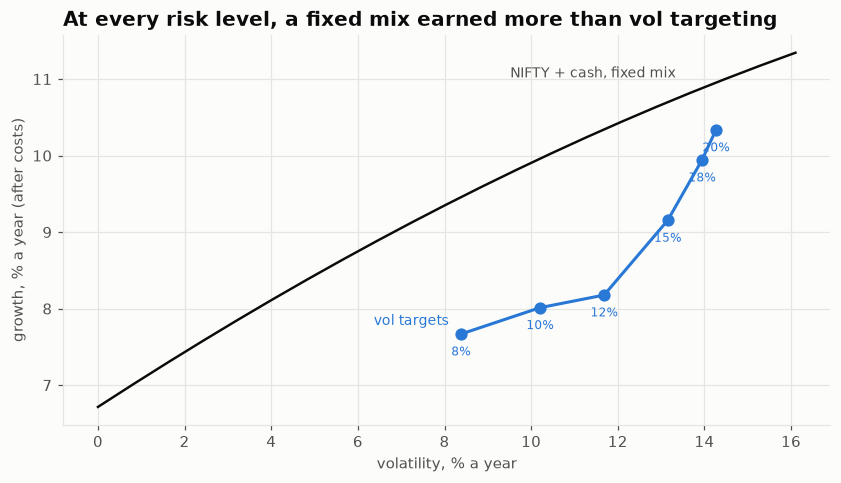 At every risk level, a fixed mix earned more than vol targeting
growth, % a year (after costs)
11
10
9
8
7
NIFTY + cash, fixed mix
20%
18%
15%
12%
10%
8%
vol targets
0 2 4 6 8 10 12 14 16
volatility, % a year